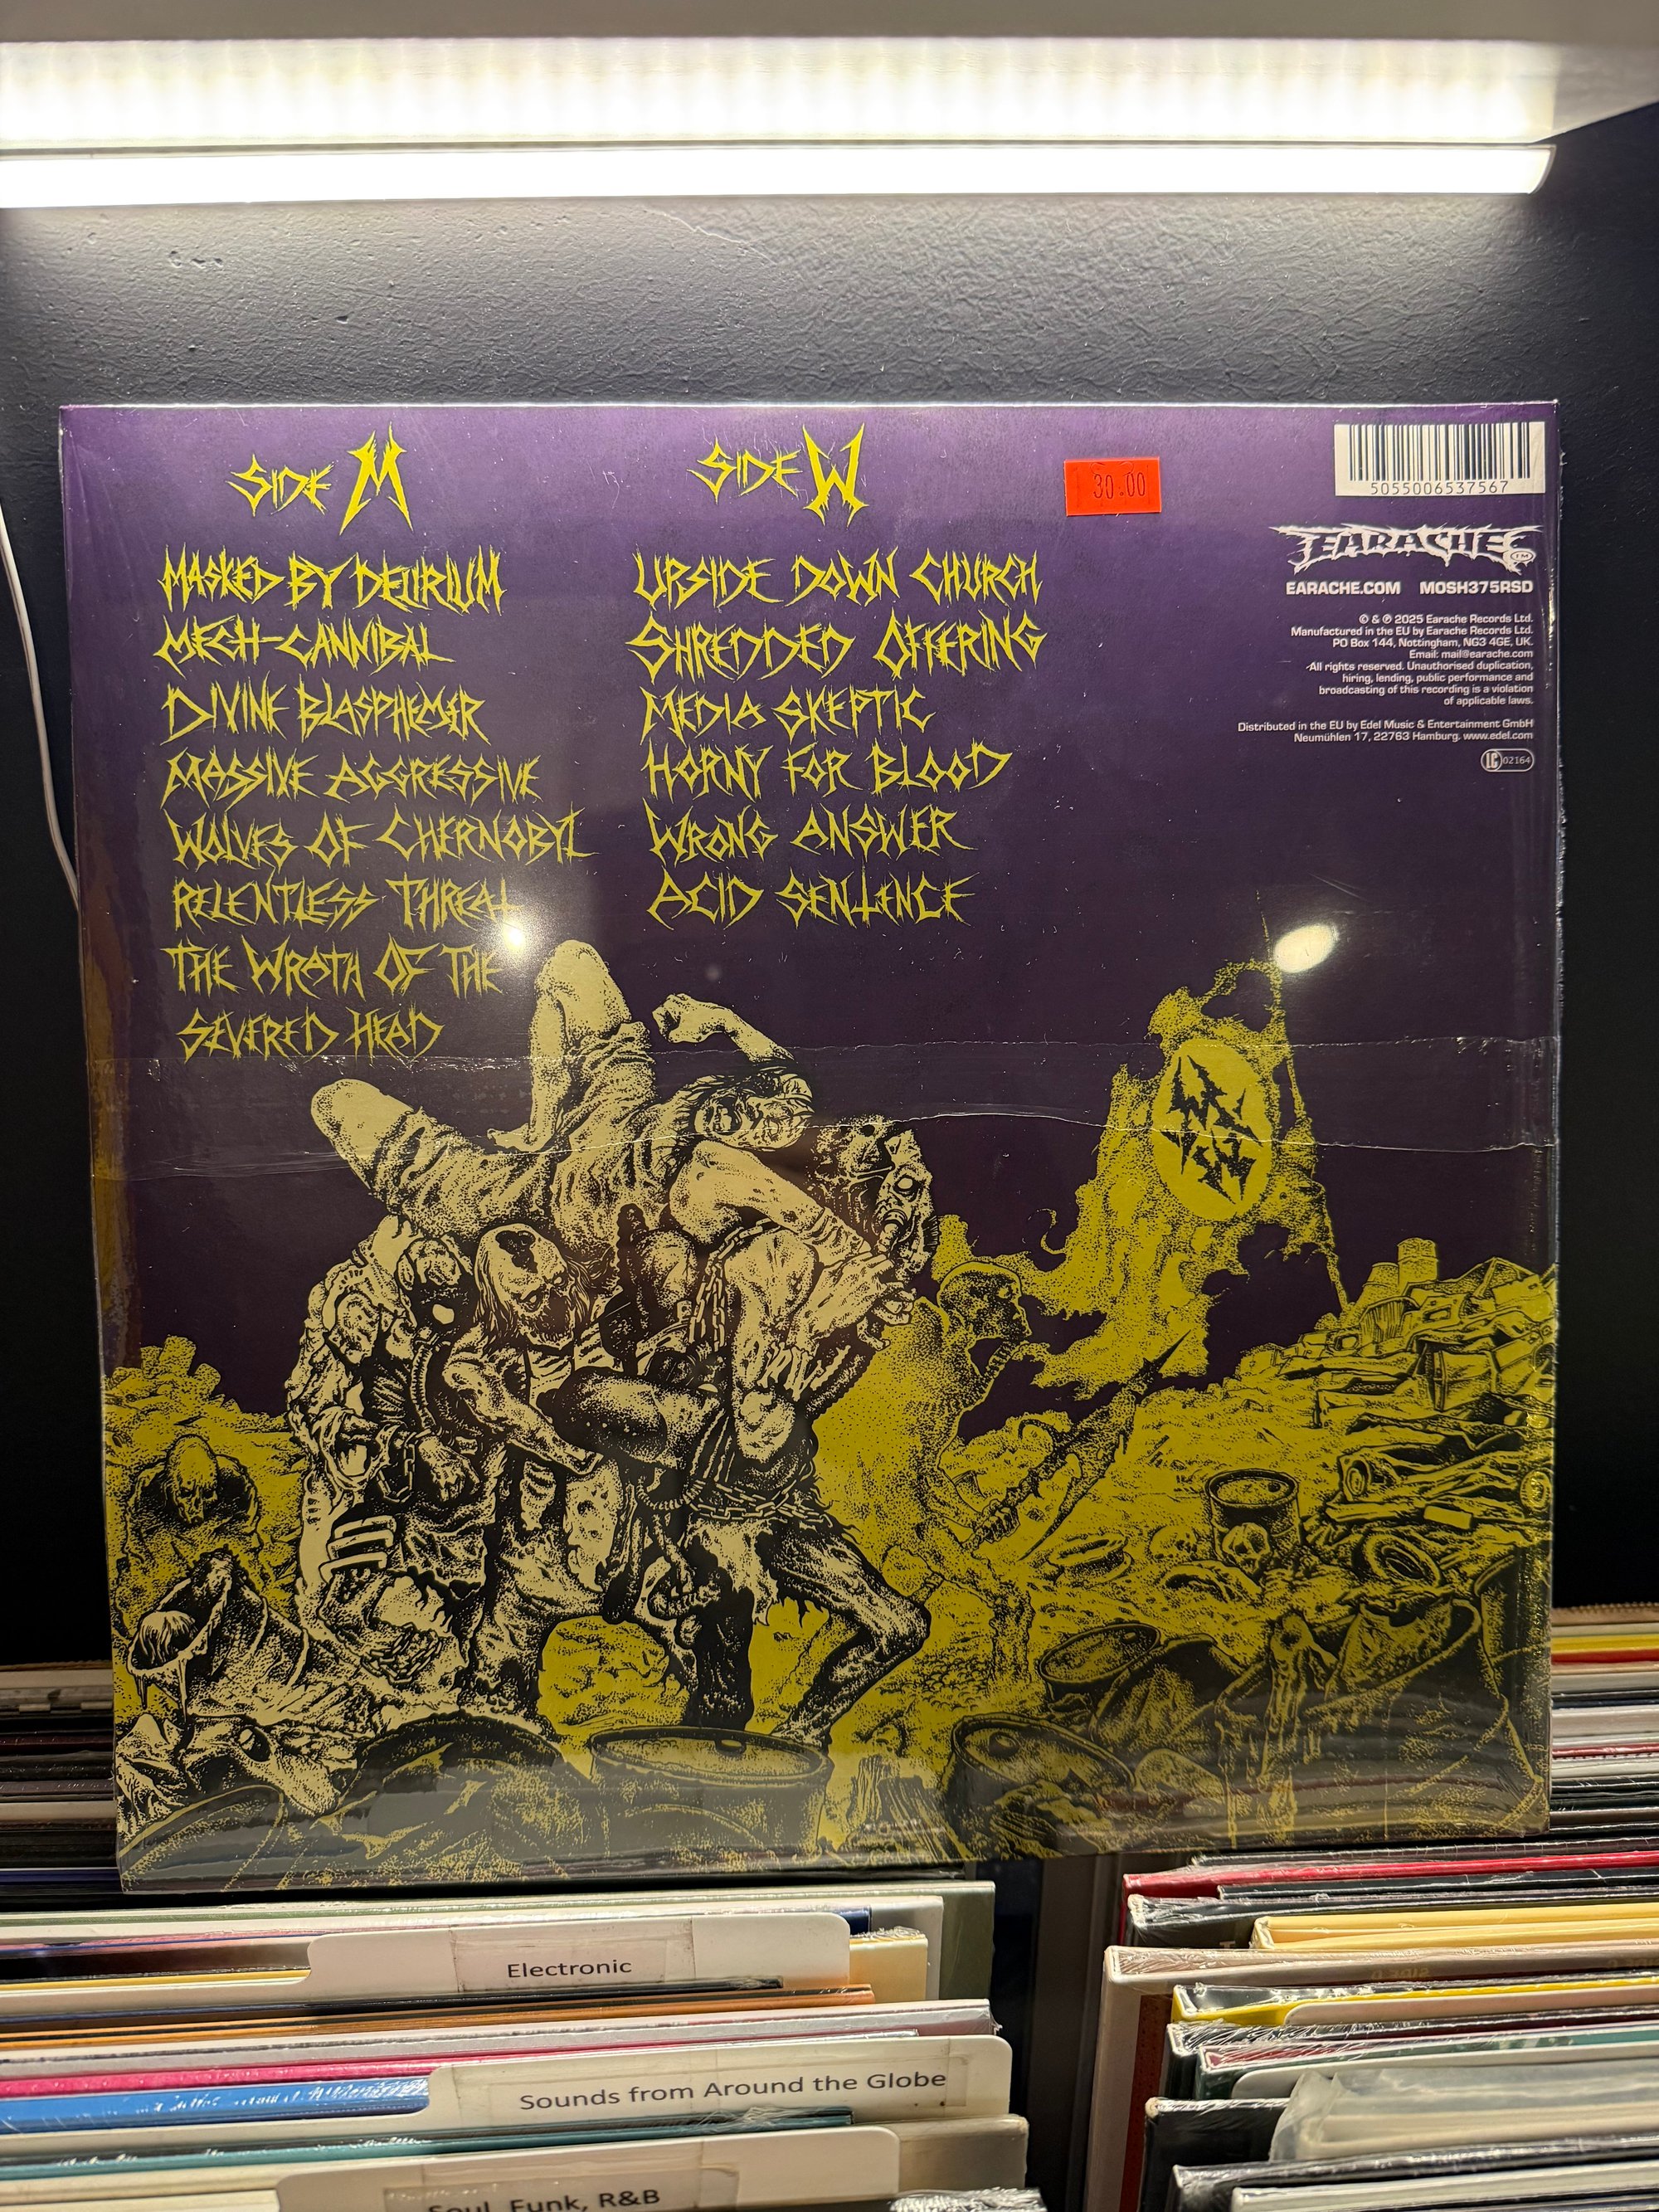 SIDE M
MASKED BY DELIRIUM
MECH-CANNIBAL
DIVINE BLASPHEMER
MASSIVE AGGRESSIVE
WOLVES OF CHERNOBYL
RELENTLESS THREAT
THE WRATH OF THE
SEVERED HEAD
SIDE W
UPSIDE DOWN CHURCH
SHREDDED OFFERING
MEDIA SKEPTIC
HORNY FOR BLOOD
WRONG ANSWER
ACID SENTENCE
30.00
5055006537567
EARACHE TM
EARACHE.COM MOSH375RSD
© & ℗ 2025 Earache Records Ltd.
Manufactured in the EU by Earache Records Ltd.
PO Box 144, Nottingham, NG3 4GE, UK.
Email: mail@earache.com
All rights reserved. Unauthorised duplication,
hiring, lending, public performance and
broadcasting of this recording is a violation
of applicable laws.
Distributed in the EU by Edel Music & Entertainment GmbH
Neumühlen 17, 22763 Hamburg. www.edel.com
LC 02164
Electronic
Sounds from Around the Globe
Soul, Funk, R&B